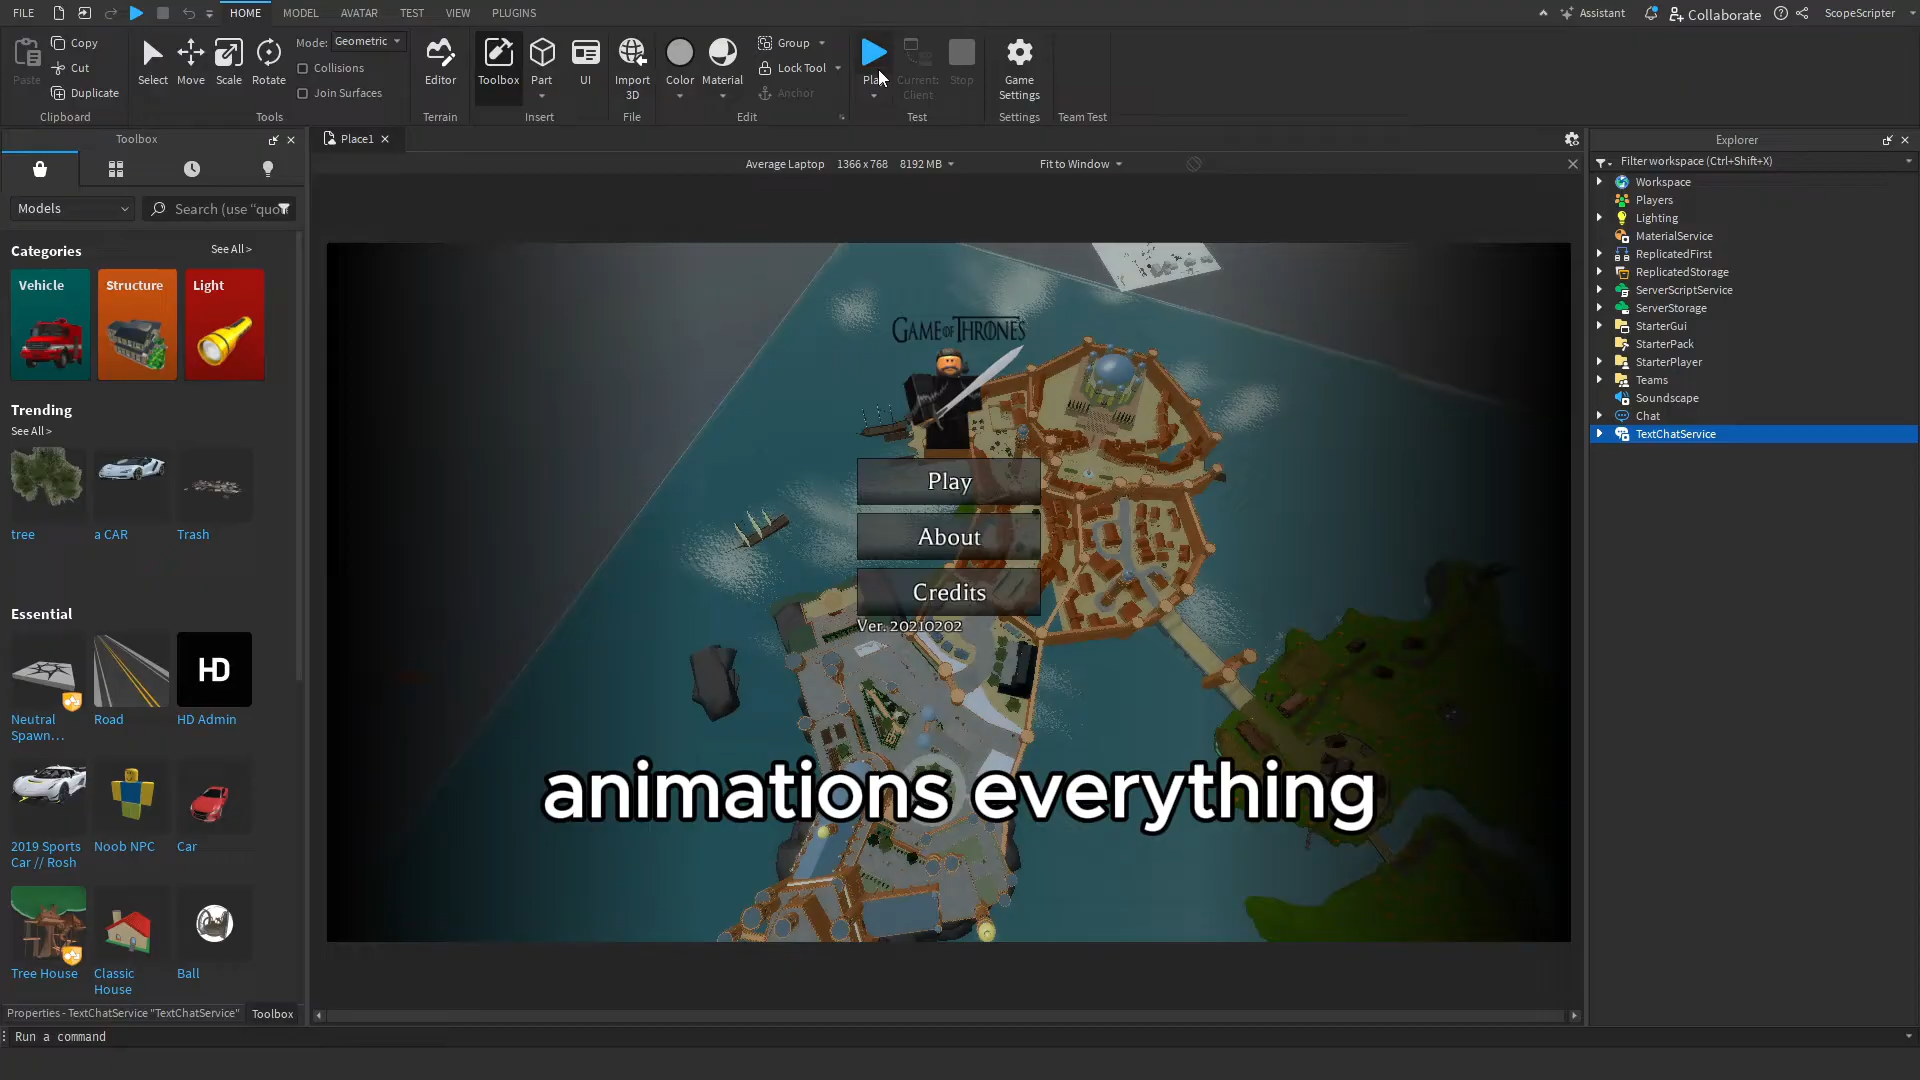 FILE
HOME
MODEL
AVATAR
TEST
VIEW
PLUGINS
Assistant
Collaborate
ScopeScripter
Paste
Copy
Cut
Duplicate
Clipboard
Select
Move
Scale
Rotate
Mode:
Geometric
Collisions
Join Surfaces
Tools
Editor
Terrain
Toolbox
Part
UI
Insert
Import
3D
File
Color
Material
Group
Lock Tool
Anchor
Edit
Play
Current:
Client
Stop
Test
Game
Settings
Settings
Team Test
Toolbox
Models
Search (use "quo
Categories
See All >
Vehicle
Structure
Light
Trending
See All >
tree
a CAR
Trash
Essential
Neutral
Spawn...
Road
HD
HD Admin
2019 Sports
Car // Rosh
Noob NPC
Car
Tree House
Classic
House
Ball
Properties - TextChatService "TextChatService"
Toolbox
Run a command
Place1
Average Laptop
1366 x 768
8192 MB
Fit to Window
GAME OF THRONES
Play
About
Credits
Ver. 20210202
animations everything
Explorer
Filter workspace (Ctrl+Shift+X)
Workspace
Players
Lighting
MaterialService
ReplicatedFirst
ReplicatedStorage
ServerScriptService
ServerStorage
StarterGui
StarterPack
StarterPlayer
Teams
Soundscape
Chat
TextChatService